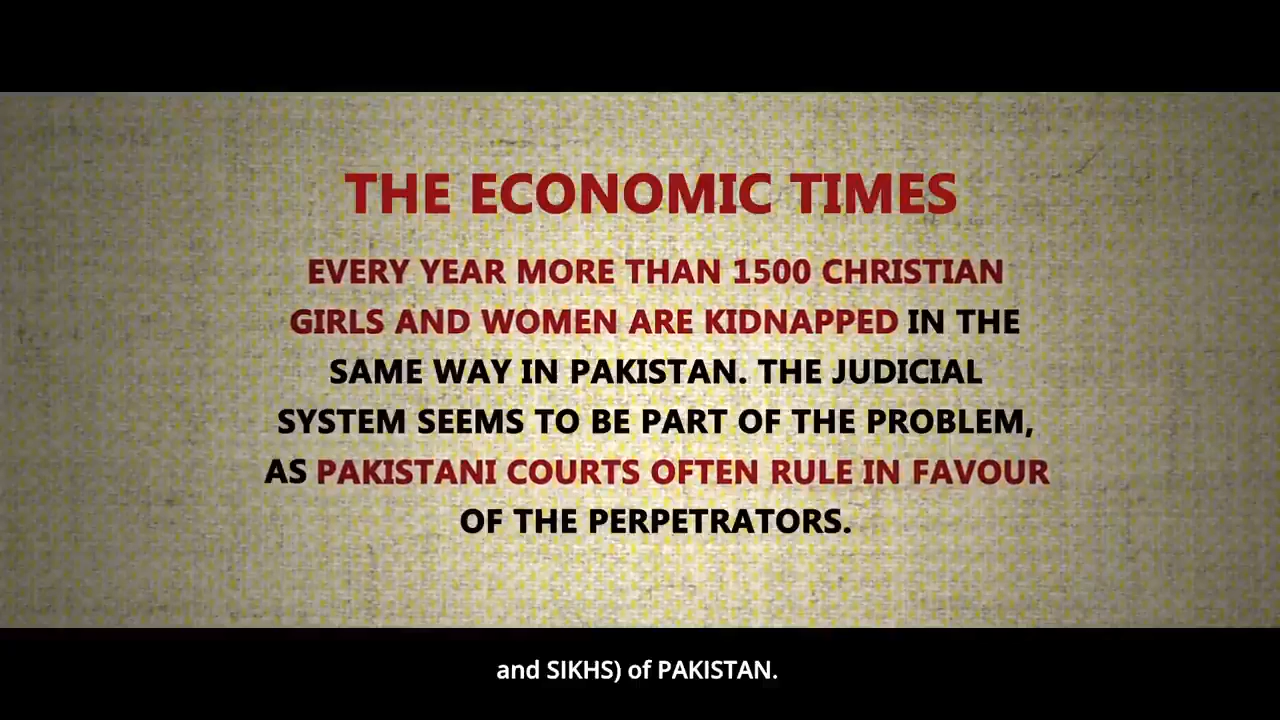 THE ECONOMIC TIMES
EVERY YEAR MORE THAN 1500 CHRISTIAN
GIRLS AND WOMEN ARE KIDNAPPED IN THE
SAME WAY IN PAKISTAN. THE JUDICIAL
SYSTEM SEEMS TO BE PART OF THE PROBLEM,
AS PAKISTANI COURTS OFTEN RULE IN FAVOUR
OF THE PERPETRATORS.
and SIKHS) of PAKISTAN.